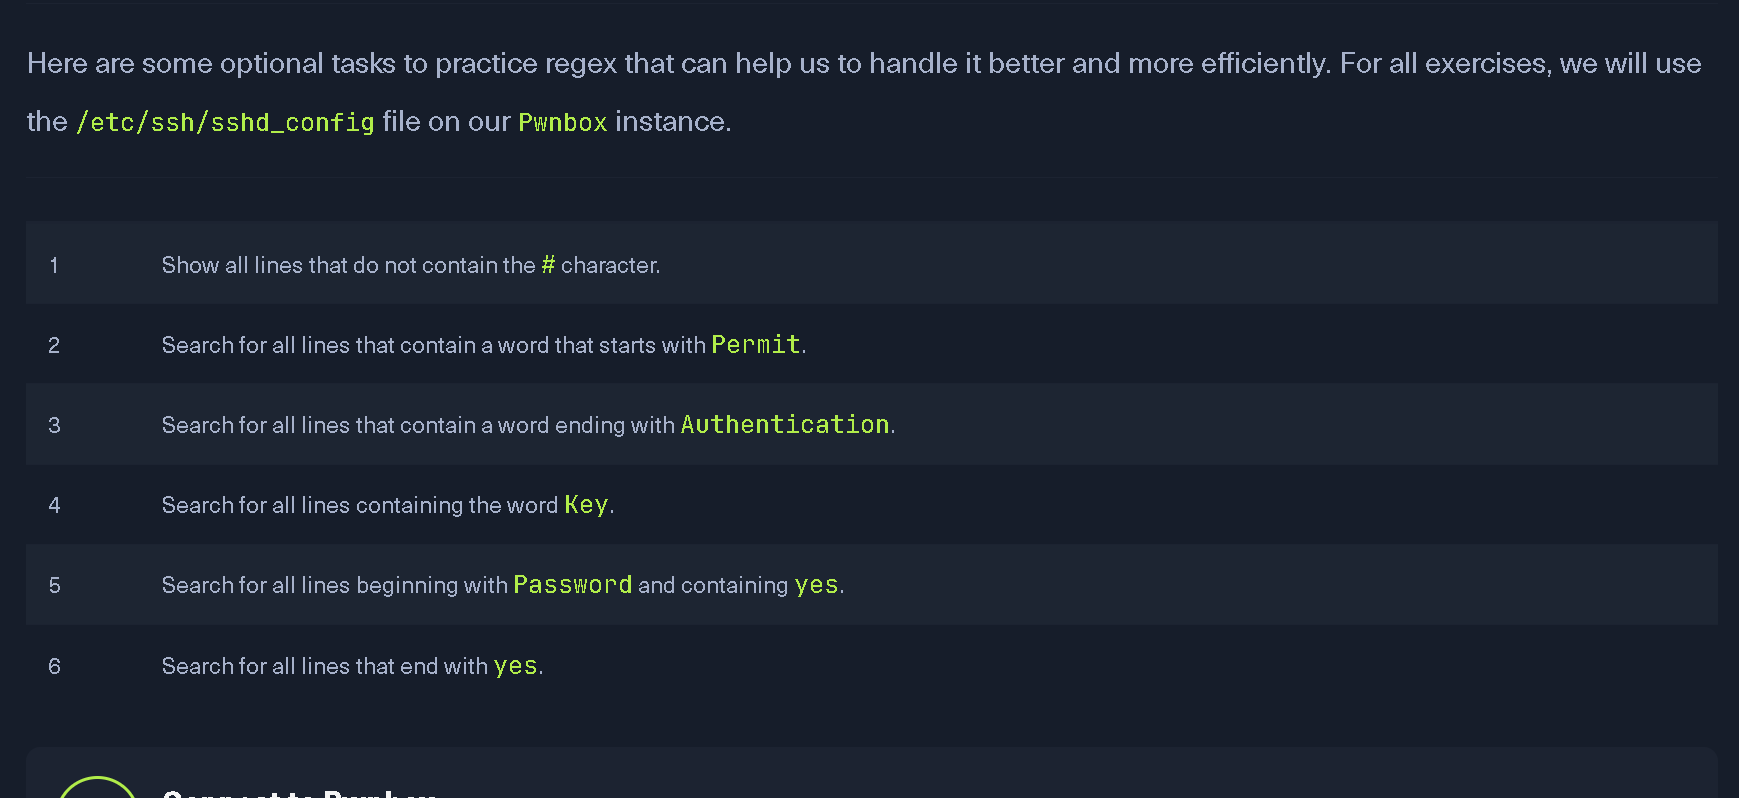 Here are some optional tasks to practice regex that can help us to handle it better and more efficiently. For all exercises, we will use
the /etc/ssh/sshd_config file on our Pwnbox instance.
1 Show all lines that do not contain the # character.
2 Search for all lines that contain a word that starts with Permit.
3 Search for all lines that contain a word ending with Authentication.
4 Search for all lines containing the word Key.
5 Search for all lines beginning with Password and containing yes.
6 Search for all lines that end with yes.
Connect to Pwnbox